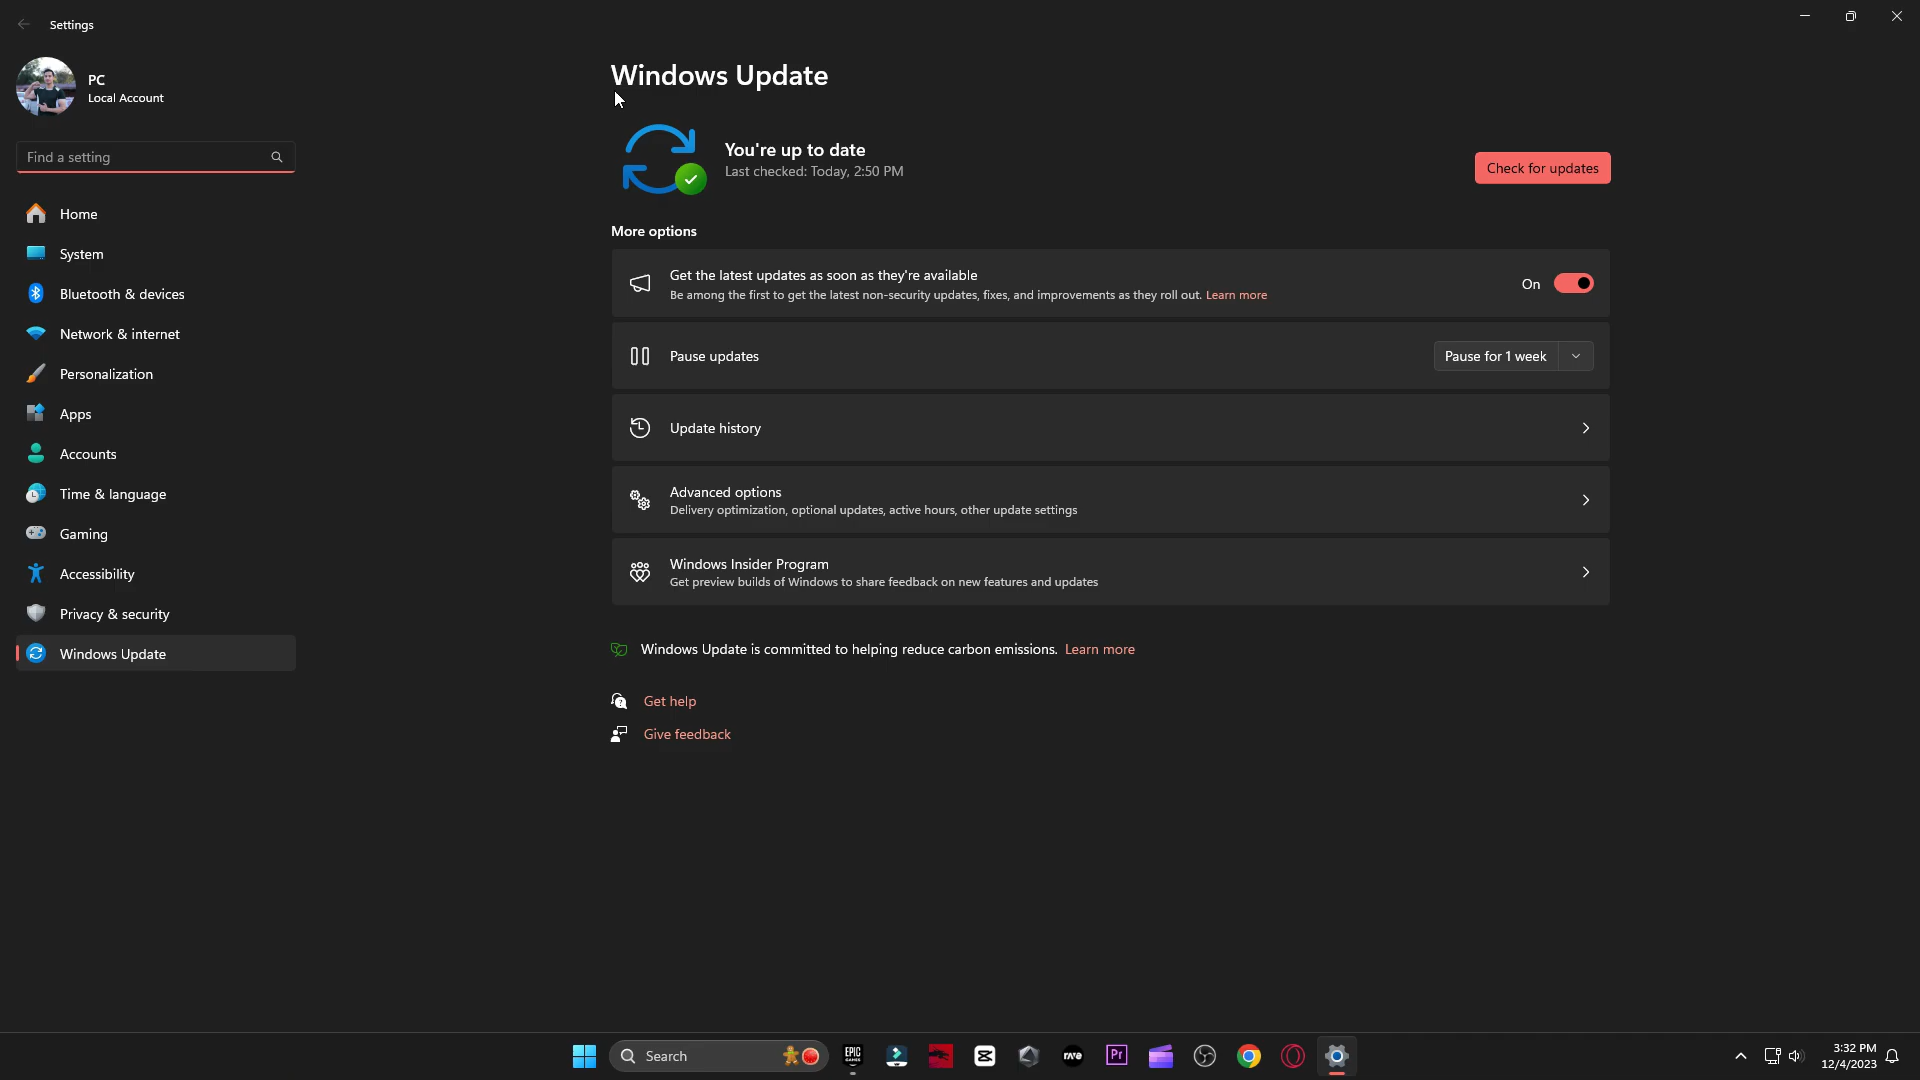 Settings
PC
Local Account
Find a setting
Home
System
Bluetooth & devices
Network & internet
Personalization
Apps
Accounts
Time & language
Gaming
Accessibility
Privacy & security
Windows Update
Windows Update
You're up to date
Last checked: Today, 2:50 PM
Check for updates
More options
Get the latest updates as soon as they're available
Be among the first to get the latest non-security updates, fixes, and improvements as they roll out. Learn more
On
Pause updates
Pause for 1 week
Update history
Advanced options
Delivery optimization, optional updates, active hours, other update settings
Windows Insider Program
Get preview builds of Windows to share feedback on new features and updates
Windows Update is committed to helping reduce carbon emissions. Learn more
Get help
Give feedback
Search
EPIC
GAMES
rave
Pr
3:32 PM
12/4/2023